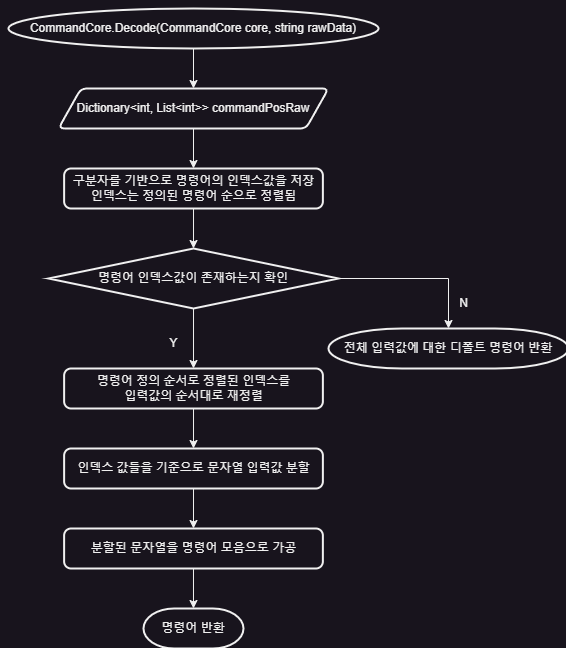 CommandCore.Decode(CommandCore core, string rawData)
Dictionary<int, List<int>> commandPosRaw
구분자를 기반으로 명령어의 인덱스값을 저장
인덱스는 정의된 명령어 순으로 정렬됨
명령어 인덱스값이 존재하는지 확인
N
Y
전체 입력값에 대한 디폴트 명령어 반환
명령어 정의 순서로 정렬된 인덱스를
입력값의 순서대로 재정렬
인덱스 값들을 기준으로 문자열 입력값 분할
분할된 문자열을 명령어 모음으로 가공
명령어 반환